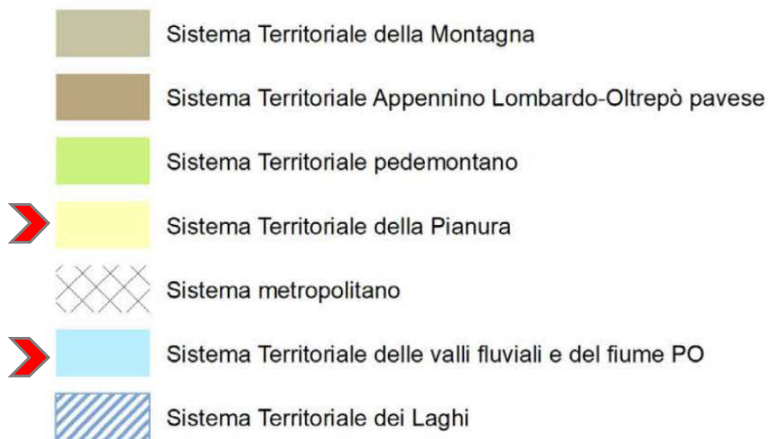 Sistema Territoriale della Montagna
Sistema Territoriale Appennino Lombardo-Oltrepò pavese
Sistema Territoriale pedemontano
Sistema Territoriale della Pianura
Sistema metropolitano
Sistema Territoriale delle valli fluviali e del fiume PO
Sistema Territoriale dei Laghi